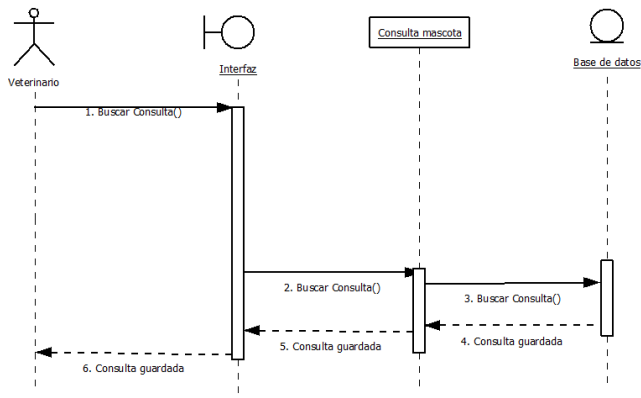 Veterinario
Interfaz
Consulta mascota
Base de datos
1. Buscar Consulta()
2. Buscar Consulta()
3. Buscar Consulta()
4. Consulta guardada
5. Consulta guardada
6. Consulta guardada